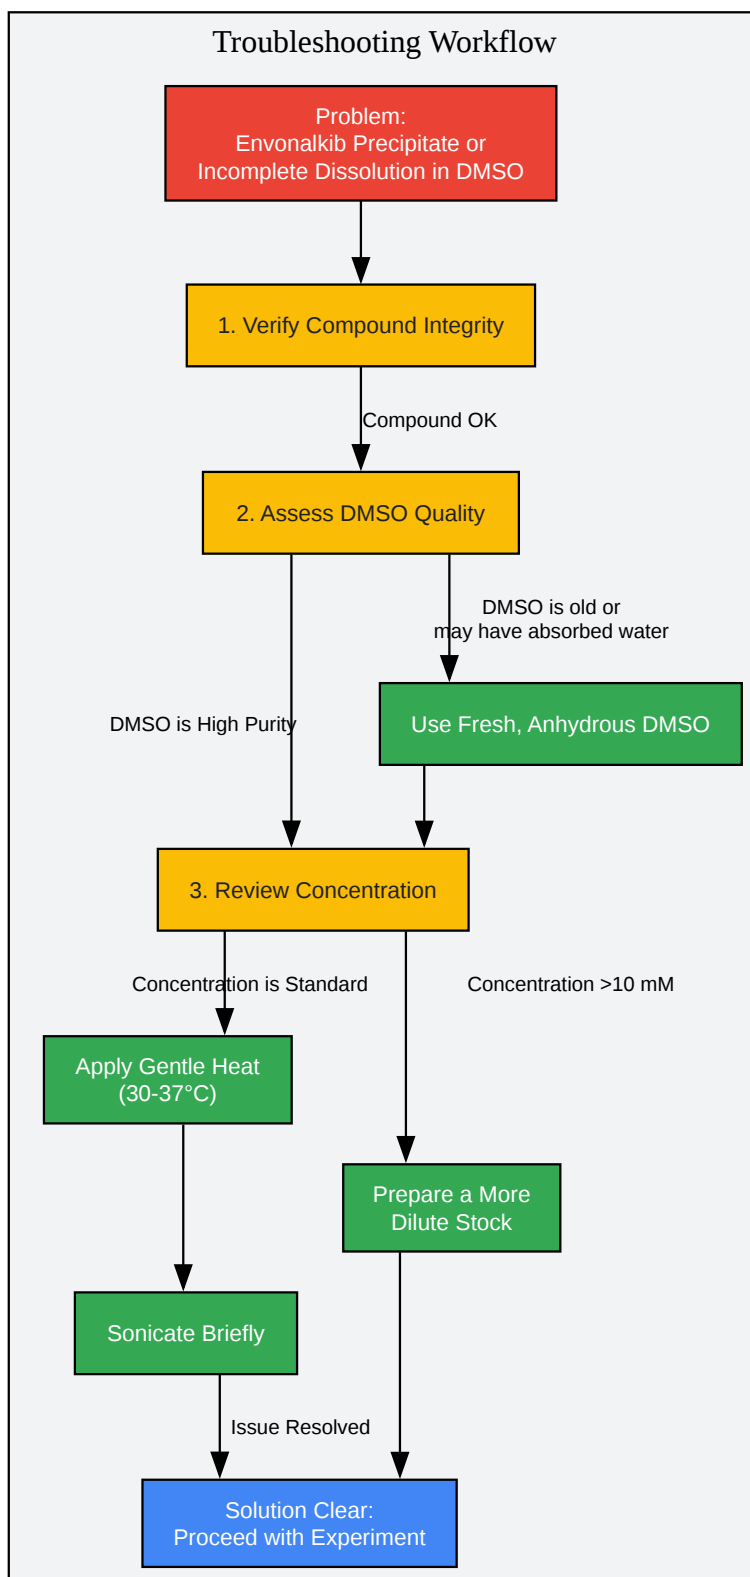 Troubleshooting Workflow
Problem:
Envonalkib Precipitate or
Incomplete Dissolution in DMSO
1. Verify Compound Integrity
Compound OK
2. Assess DMSO Quality
DMSO is old or
may have absorbed water
DMSO is High Purity
Use Fresh, Anhydrous DMSO
3. Review Concentration
Concentration is Standard
Concentration >10 mM
Apply Gentle Heat
(30-37°C)
Prepare a More
Dilute Stock
Sonicate Briefly
Issue Resolved
Solution Clear:
Proceed with Experiment